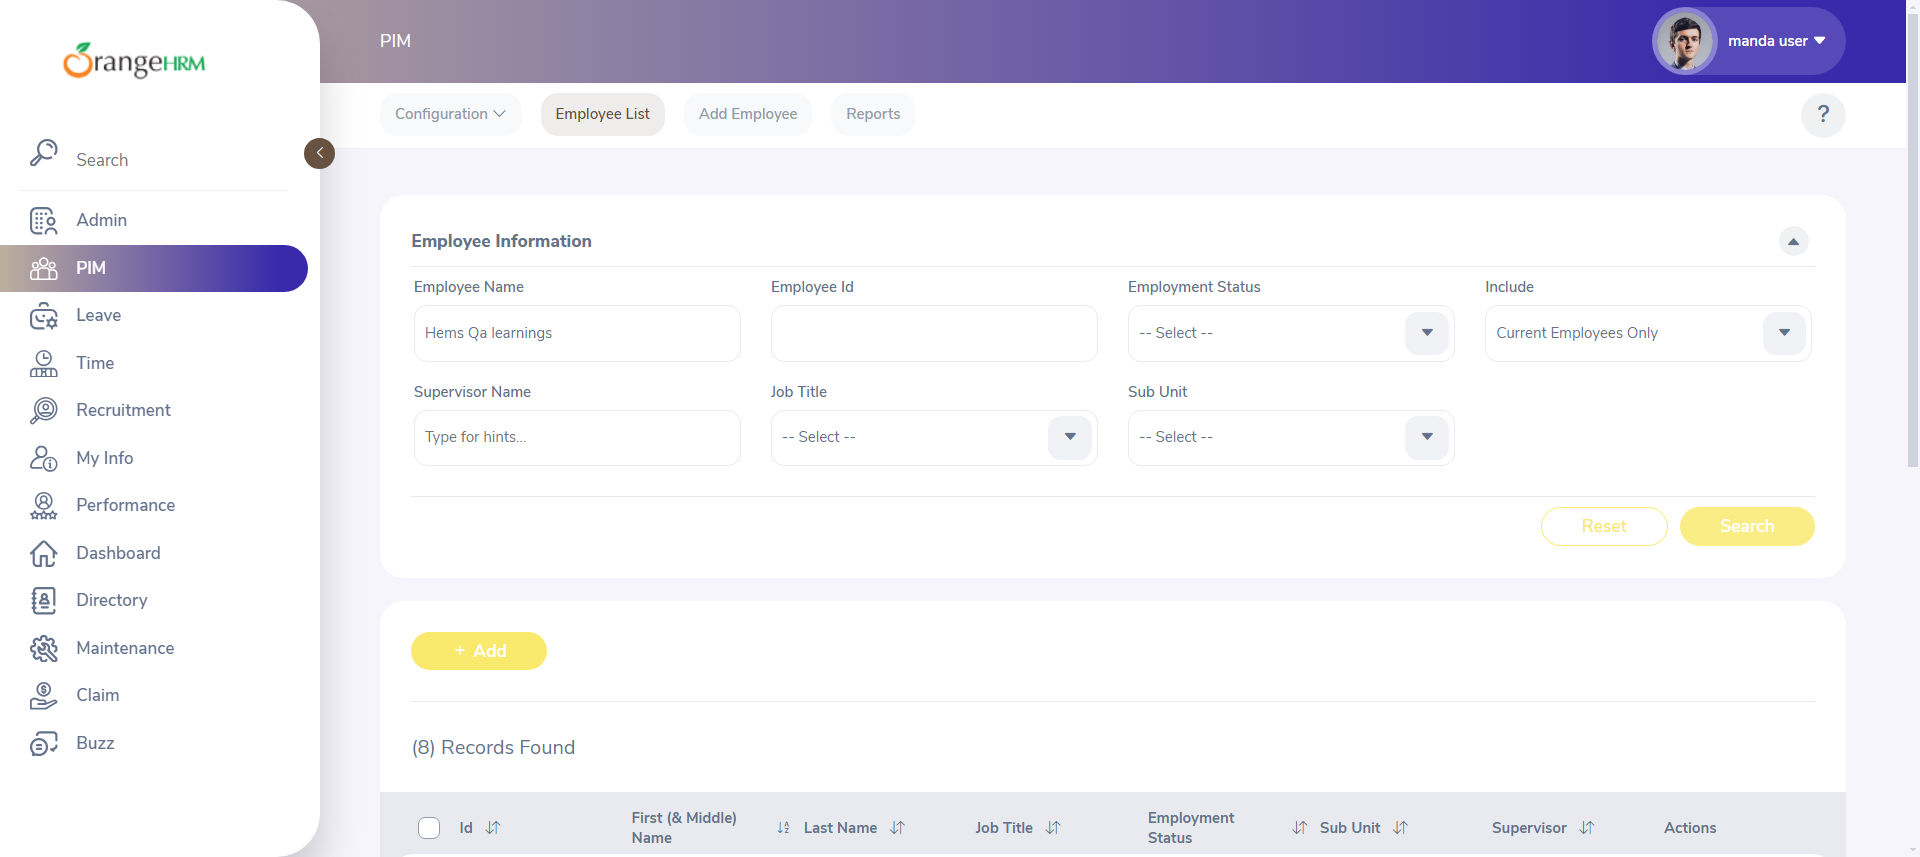 OrangeHRM
PIM
manda user
Configuration
Employee List
Add Employee
Reports
?
Search
Admin
PIM
Leave
Time
Recruitment
My Info
Performance
Dashboard
Directory
Maintenance
Claim
Buzz
Employee Information
Employee Name
Employee Id
Employment Status
Include
Hems Qa learnings
-- Select --
Current Employees Only
Supervisor Name
Job Title
Sub Unit
Type for hints...
-- Select --
-- Select --
Reset
Search
+ Add
(8) Records Found
Id
First (& Middle)
Name
Last Name
Job Title
Employment
Status
Sub Unit
Supervisor
Actions